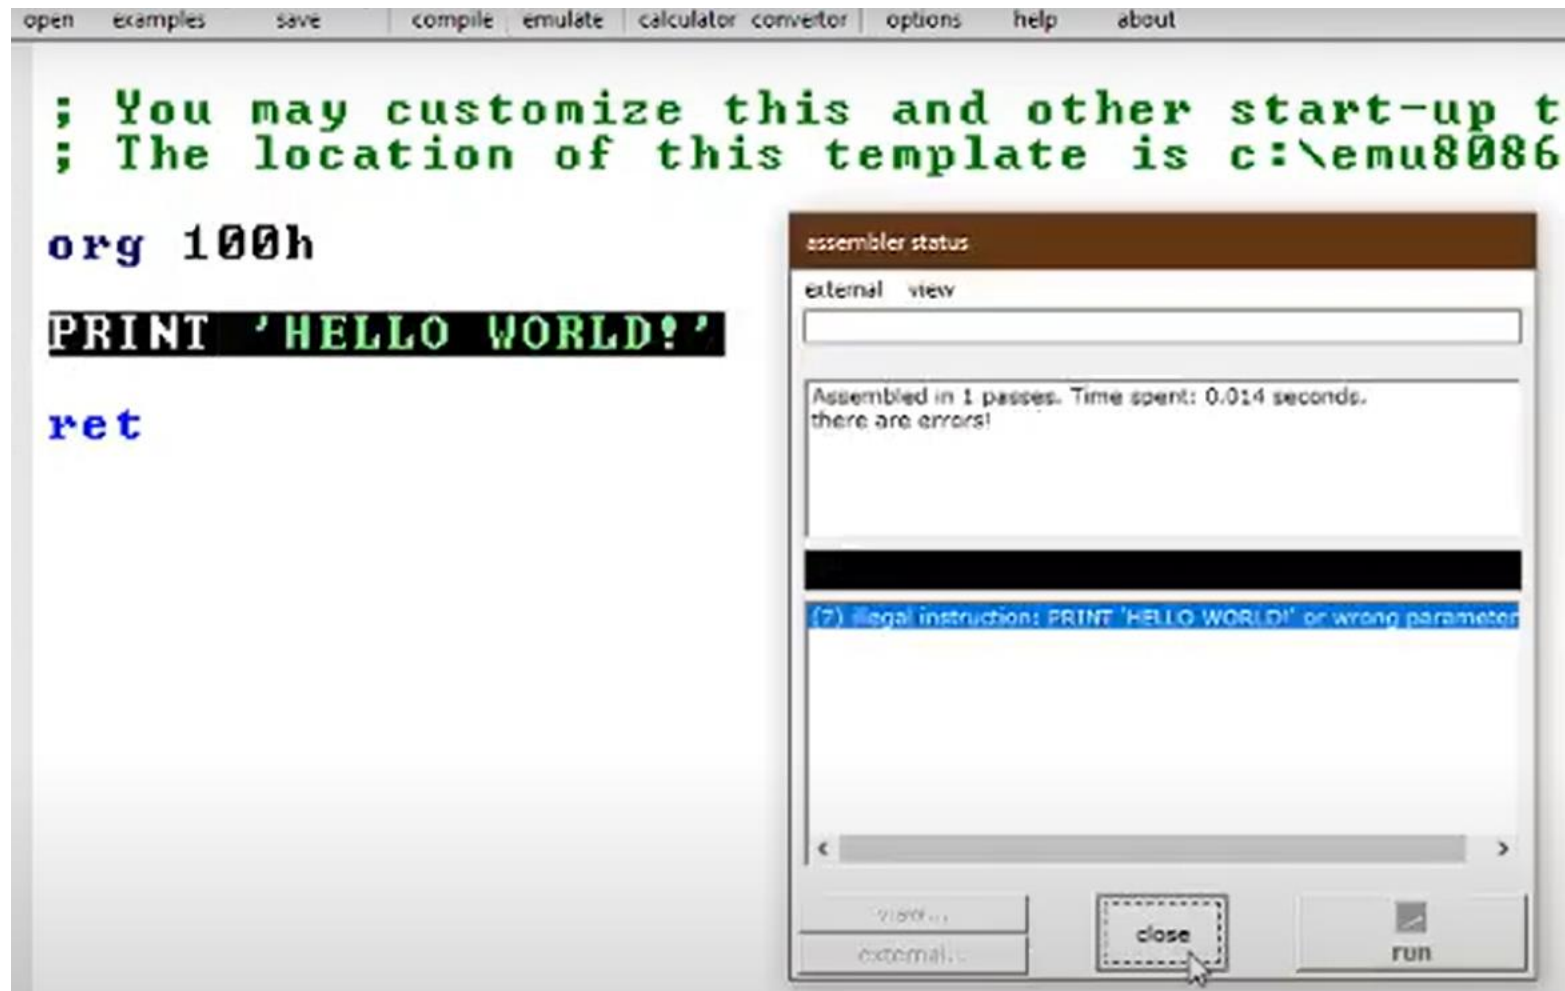 open examples save compile emulate calculator convertor options help about
; You may customize this and other start-up t
; The location of this template is c:\emu8086
org 100h
PRINT 'HELLO WORLD!'
ret
assembler status
external view
Assembled in 1 passes. Time spent: 0.014 seconds.
there are errors!
(7) illegal instruction: PRINT 'HELLO WORLD!' or wrong parameter
view...
external...
close
run